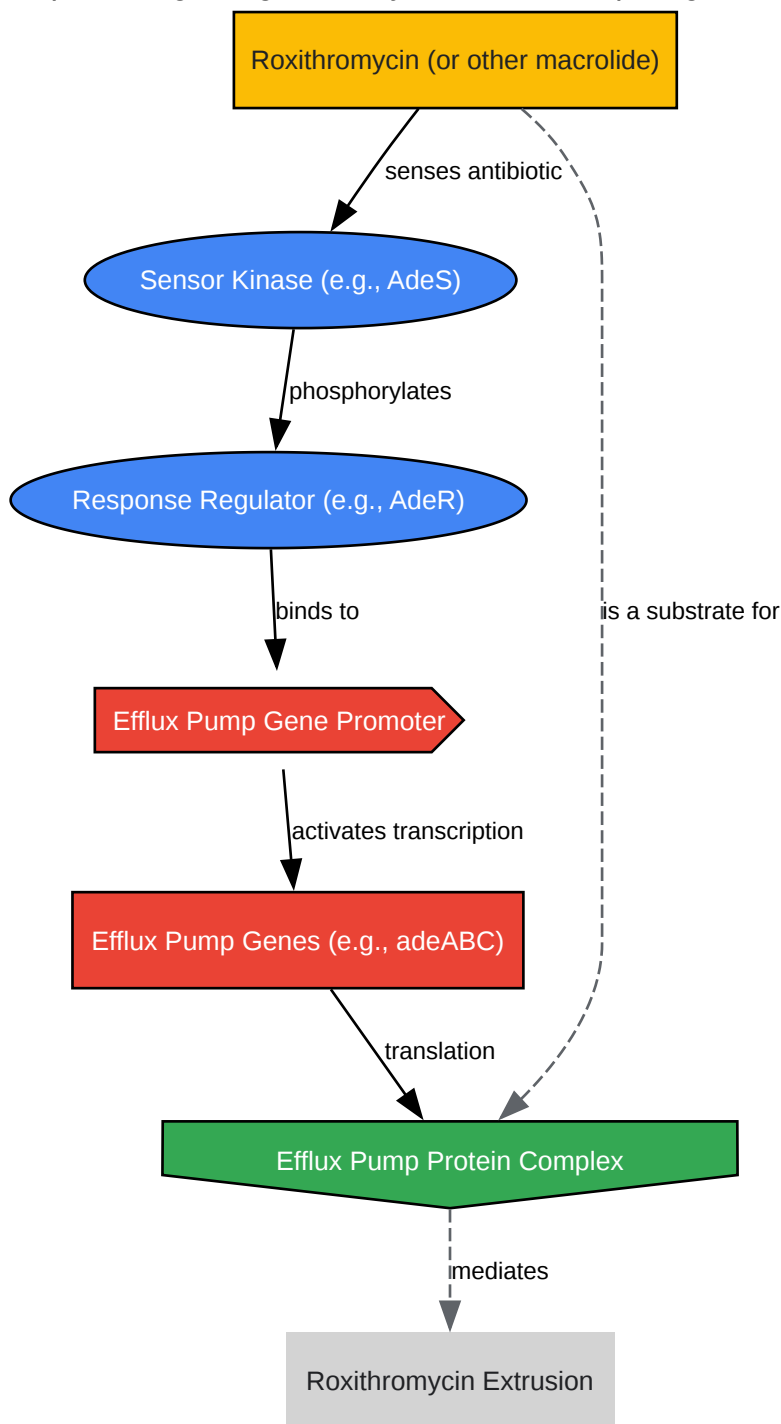 Roxithromycin (or other macrolide)
senses antibiotic
Sensor Kinase (e.g., AdeS)
phosphorylates
Response Regulator (e.g., AdeR)
binds to
is a substrate for
Efflux Pump Gene Promoter
activates transcription
Efflux Pump Genes (e.g., adeABC)
translation
Efflux Pump Protein Complex
mediates
Roxithromycin Extrusion